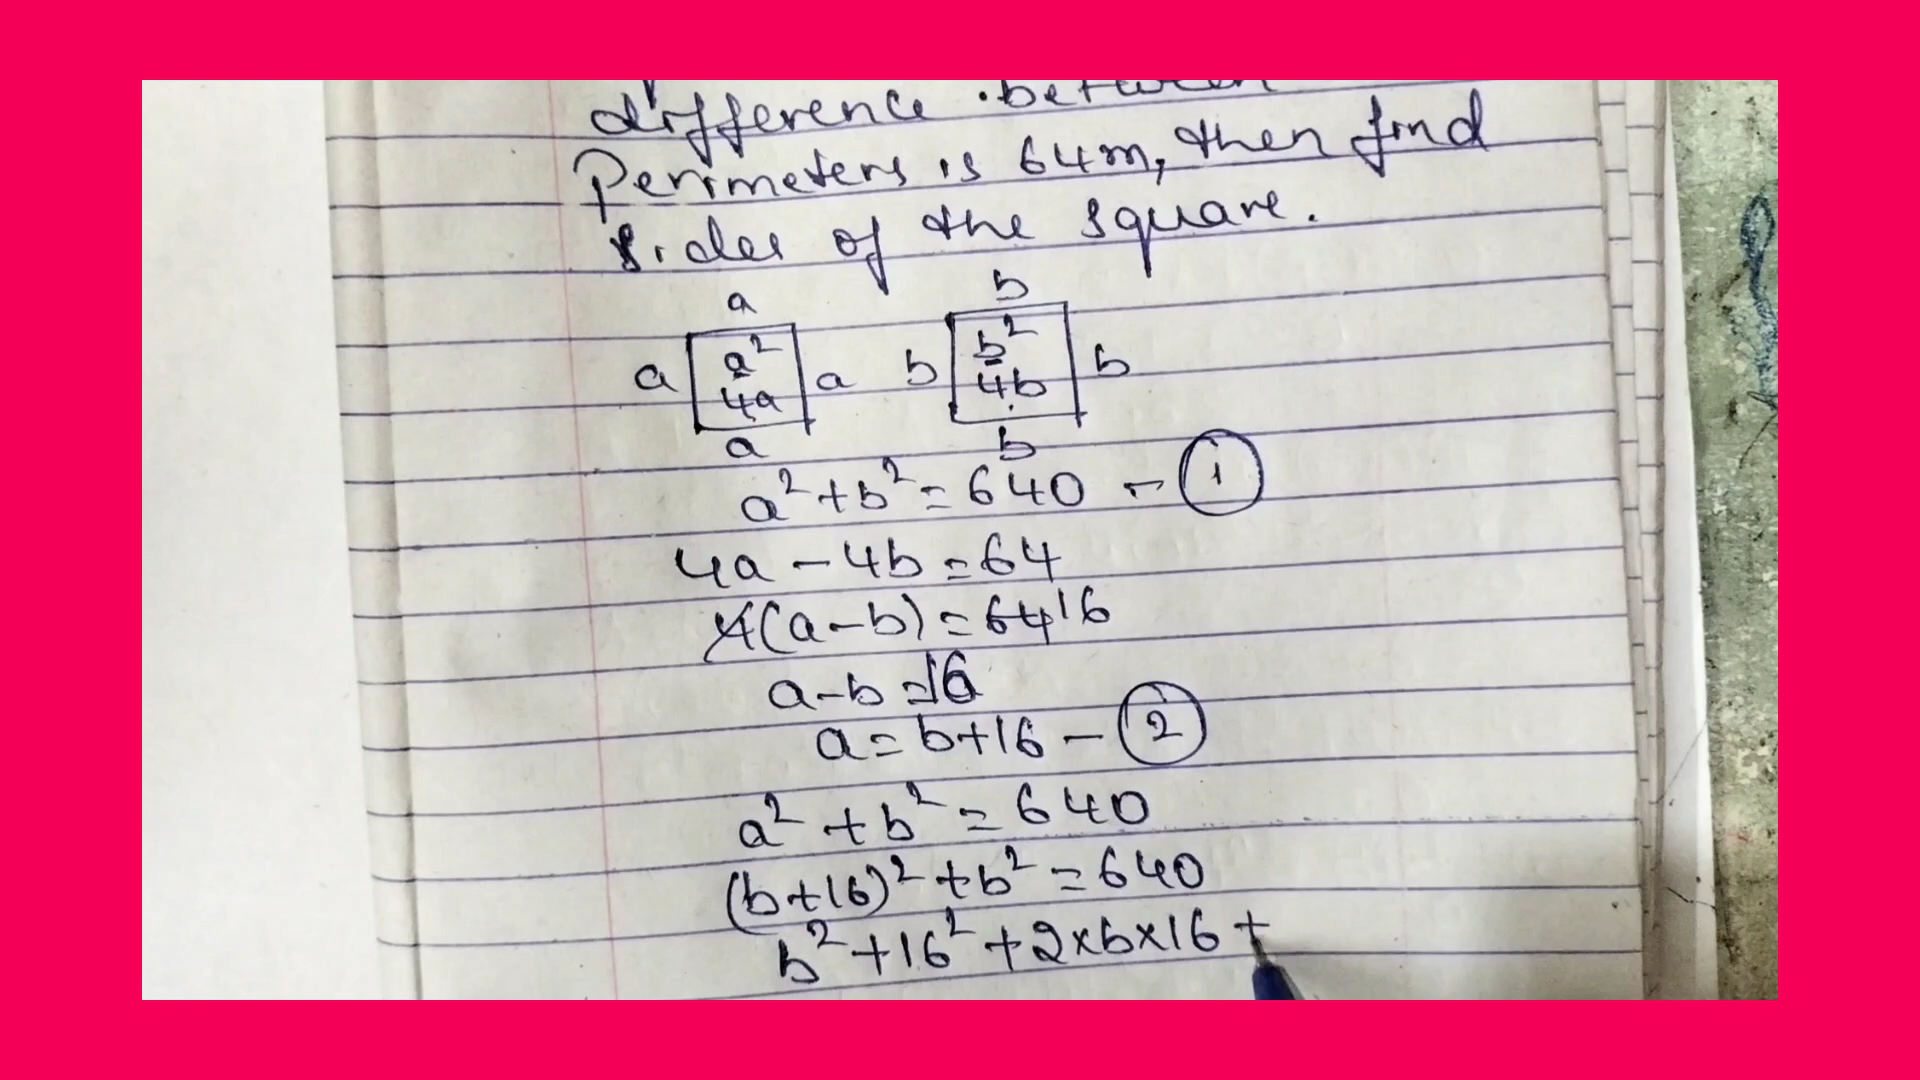 difference between
Perimeters is 64m, then find
sides of the square.
a b
a a² a b b² b
4a 4b
a b
a²+b²=640 - 1
4a-4b=64
4(a-b)=64 16
a-b=16
a=b+16- 2
a²+b²=640
(b+16)²+b²=640
b²+16²+2×b×16+